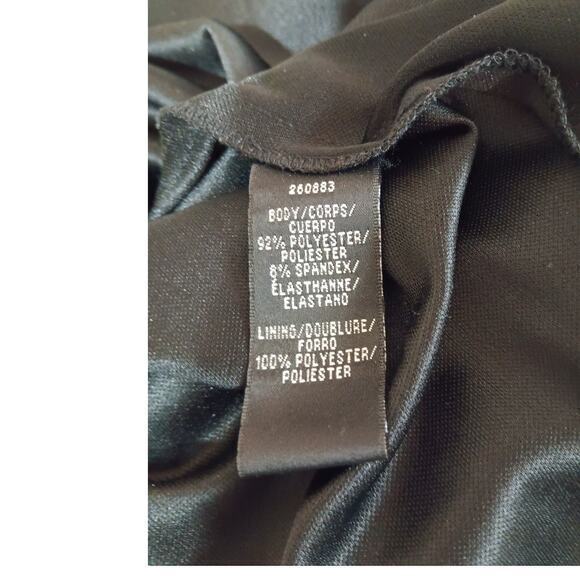 260883
BODY/CORPS/
CUERPO
92% POLYESTER/
POLIESTER
8% SPANDEX/
ÉLASTHANNE/
ELASTANO
LINING/DOUBLURE/
FORRO
100% POLYESTER/
POLIESTER